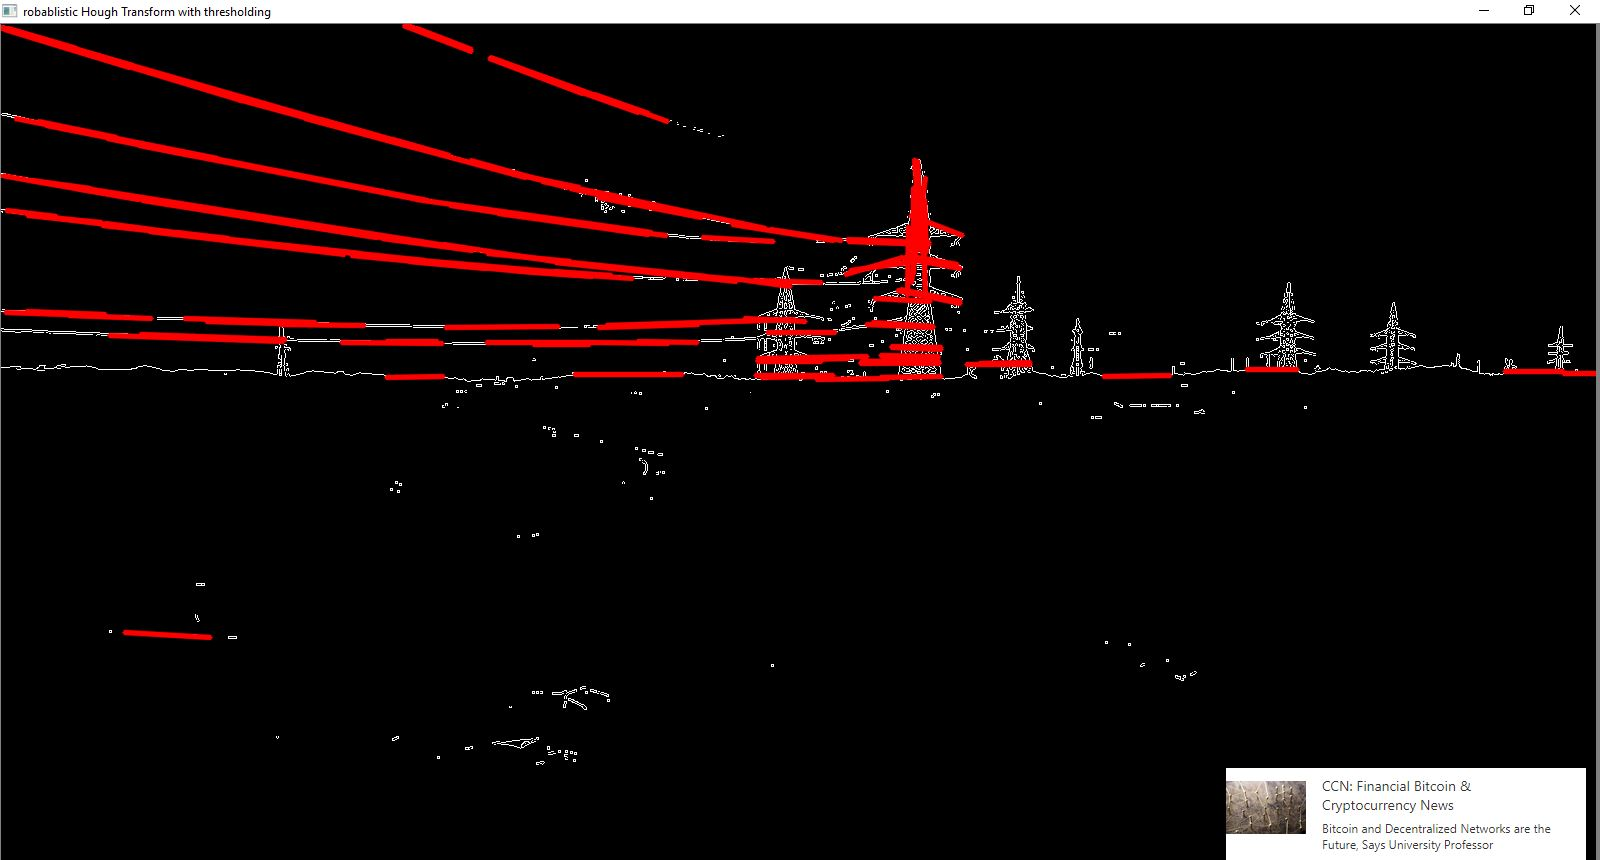 robablistic Hough Transform with thresholding
CCN: Financial Bitcoin &
Cryptocurrency News
Bitcoin and Decentralized Networks are the
Future, Says University Professor